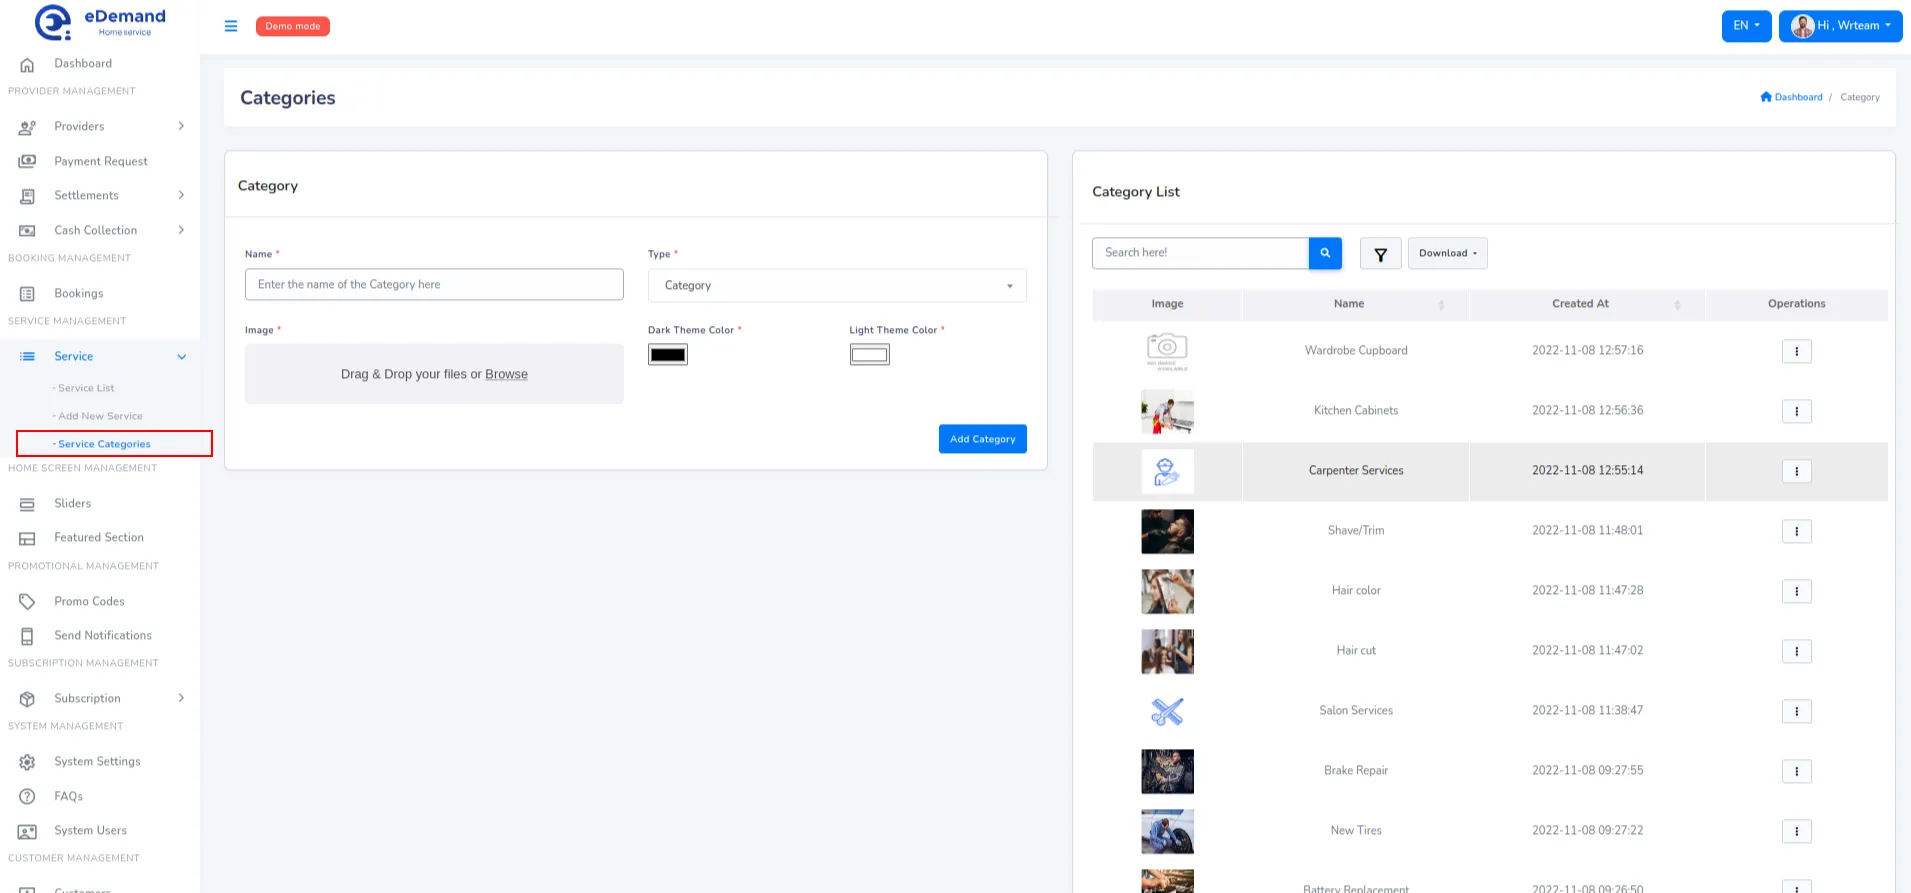 eDemand
Home service
Demo mode
EN
Hi , Wrteam
Dashboard
PROVIDER MANAGEMENT
Providers
Payment Request
Settlements
Cash Collection
BOOKING MANAGEMENT
Bookings
SERVICE MANAGEMENT
Service
- Service List
- Add New Service
- Service Categories
HOME SCREEN MANAGEMENT
Sliders
Featured Section
PROMOTIONAL MANAGEMENT
Promo Codes
Send Notifications
SUBSCRIPTION MANAGEMENT
Subscription
SYSTEM MANAGEMENT
System Settings
FAQs
System Users
CUSTOMER MANAGEMENT
Customers
Categories
Dashboard / Category
Category
Name *
Enter the name of the Category here
Type *
Category
Image *
Drag & Drop your files or Browse
Dark Theme Color *
Light Theme Color *
Add Category
Category List
Search here!
Download
Image Name Created At Operations
NO IMAGE AVAILABLE
Wardrobe Cupboard 2022-11-08 12:57:16
Kitchen Cabinets 2022-11-08 12:56:36
Carpenter Services 2022-11-08 12:55:14
Shave/Trim 2022-11-08 11:48:01
Hair color 2022-11-08 11:47:28
Hair cut 2022-11-08 11:47:02
Salon Services 2022-11-08 11:38:47
Brake Repair 2022-11-08 09:27:55
New Tires 2022-11-08 09:27:22
Battery Replacement 2022-11-08 09:26:50